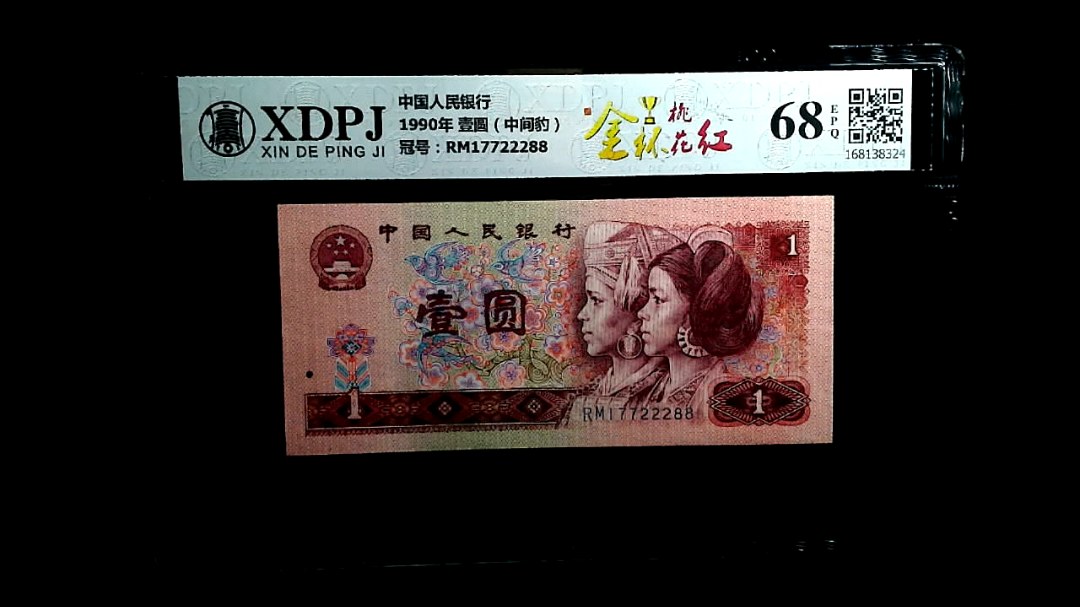 XDPJ
XIN DE PING JI
中国人民银行
1990年 壹圆（中间豹）
冠号：RM17722288
金杯
桃花红
68
EPQ
168138324
中国人民银行
壹圆
1
1
RM17722288
1